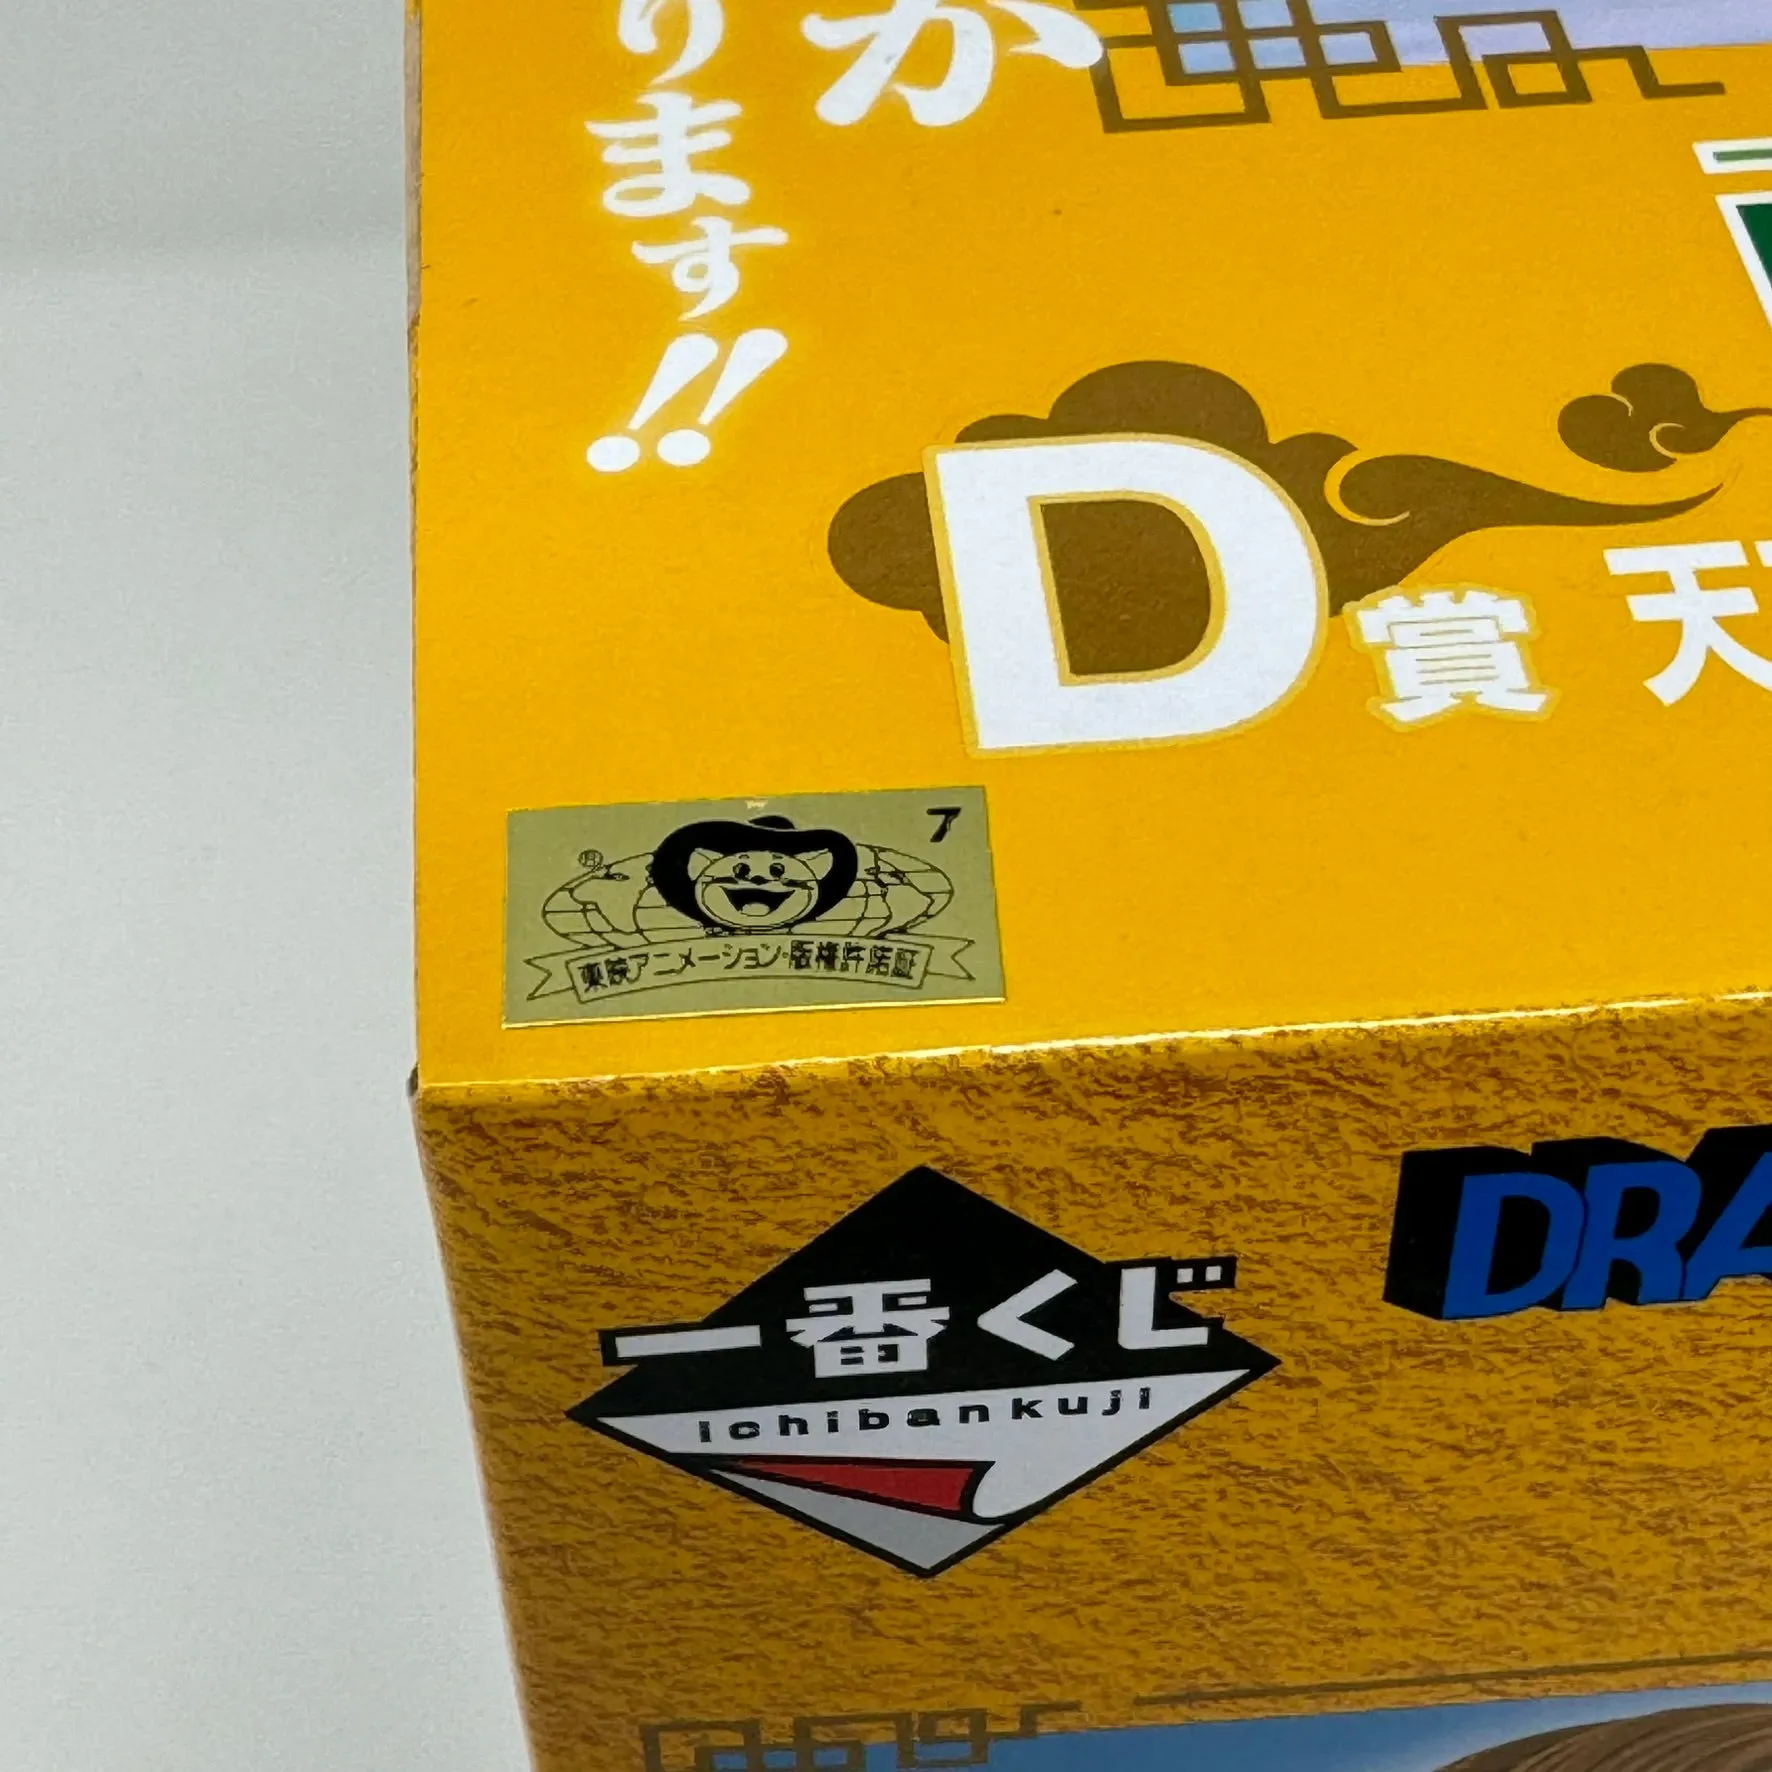 か
ります!!
D賞 天
7
東映アニメーション・版権許諾証
一番くじ
ichibankuji
DRA